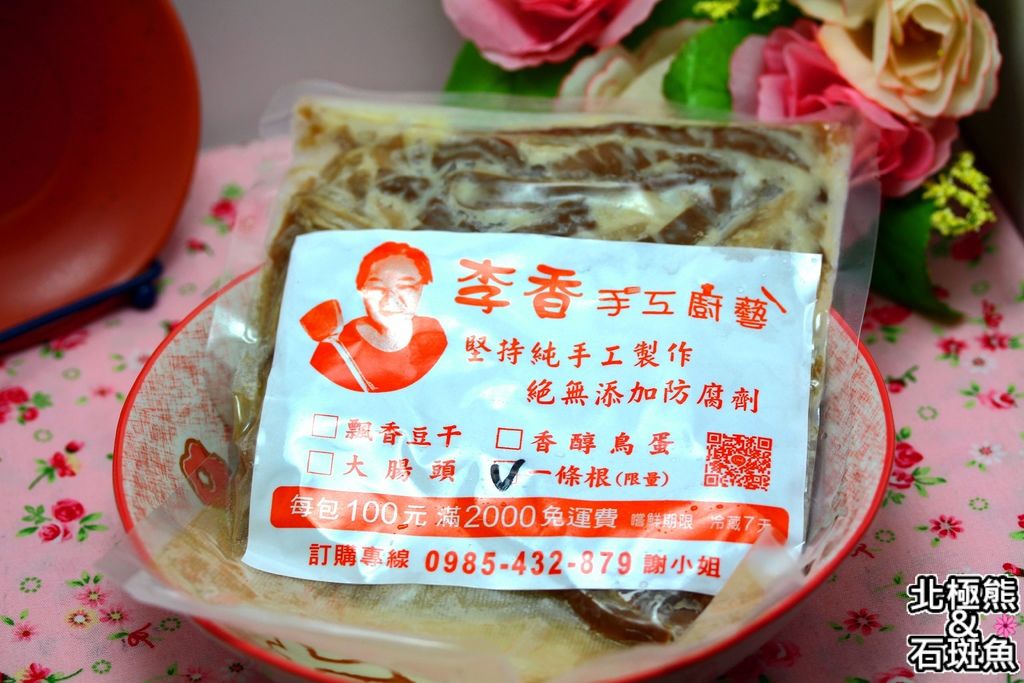 李香手工廚藝
堅持純手工製作
絕無添加防腐劑
飄香豆干 香醇鳥蛋
大腸頭 一條根(限量)
每包100元 滿2000免運費 嚐鮮期限 冷藏7天
訂購專線 0985-432-879 謝小姐
北極熊
&
石斑魚